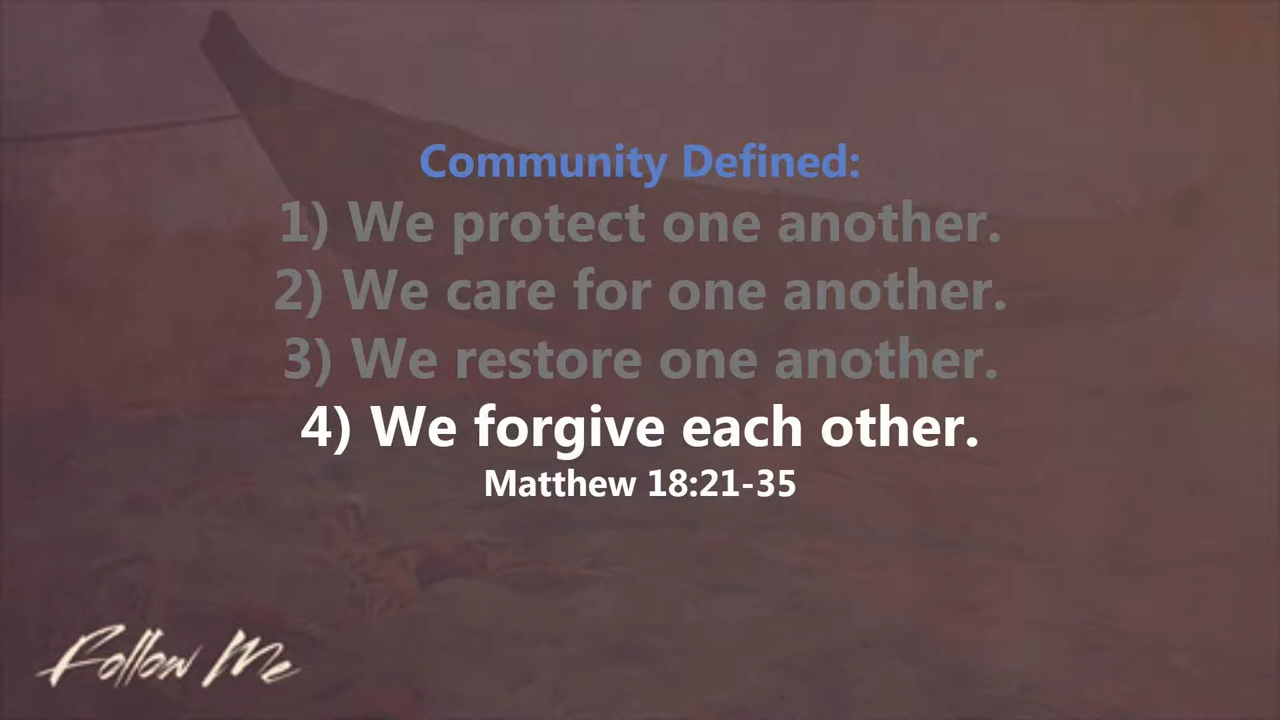 Community Defined:
1) We protect one another.
2) We care for one another.
3) We restore one another.
4) We forgive each other.
Matthew 18:21-35
Follow Me